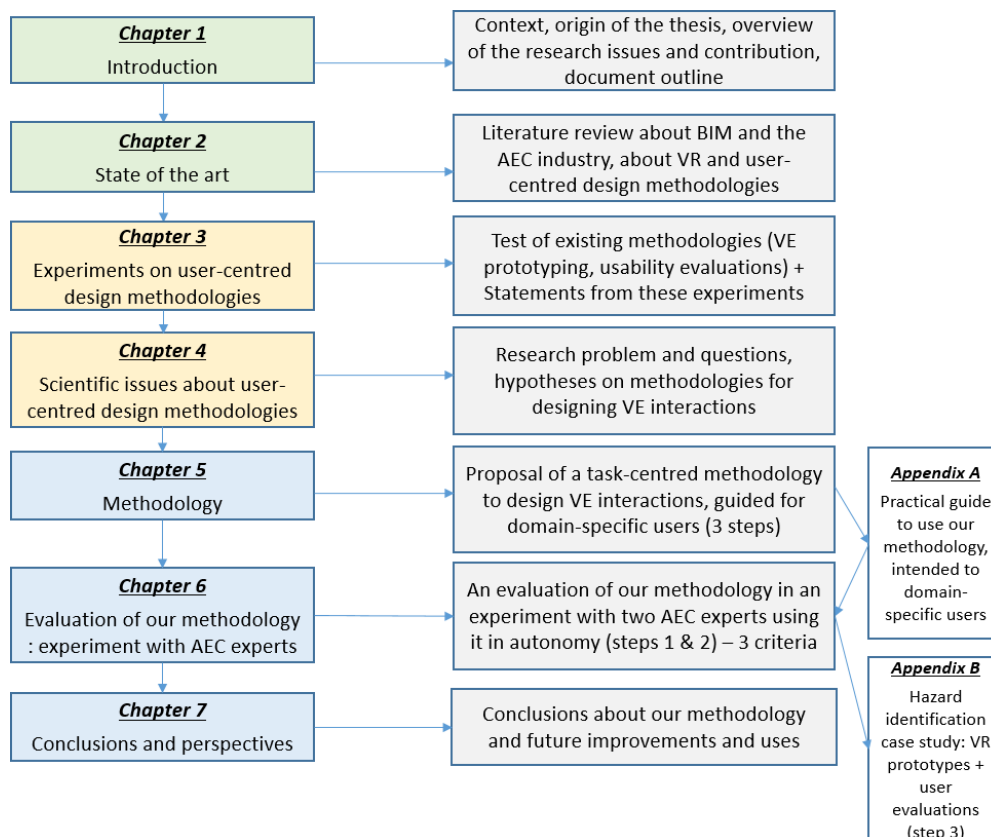 Chapter 1
Introduction
Context, origin of the thesis, overview
of the research issues and contribution,
document outline
Chapter 2
State of the art
Literature review about BIM and the
AEC industry, about VR and user-
centred design methodologies
Chapter 3
Experiments on user-centred
design methodologies
Test of existing methodologies (VE
prototyping, usability evaluations) +
Statements from these experiments
Chapter 4
Scientific issues about user-
centred design methodologies
Research problem and questions,
hypotheses on methodologies for
designing VE interactions
Chapter 5
Methodology
Proposal of a task-centred methodology
to design VE interactions, guided for
domain-specific users (3 steps)
Appendix A
Practical guide
to use our
methodology,
intended to
domain-
specific users
Chapter 6
Evaluation of our methodology
: experiment with AEC experts
An evaluation of our methodology in an
experiment with two AEC experts using
it in autonomy (steps 1 & 2) – 3 criteria
Appendix B
Hazard
identification
case study: VR
prototypes +
user
evaluations
(step 3)
Chapter 7
Conclusions and perspectives
Conclusions about our methodology
and future improvements and uses